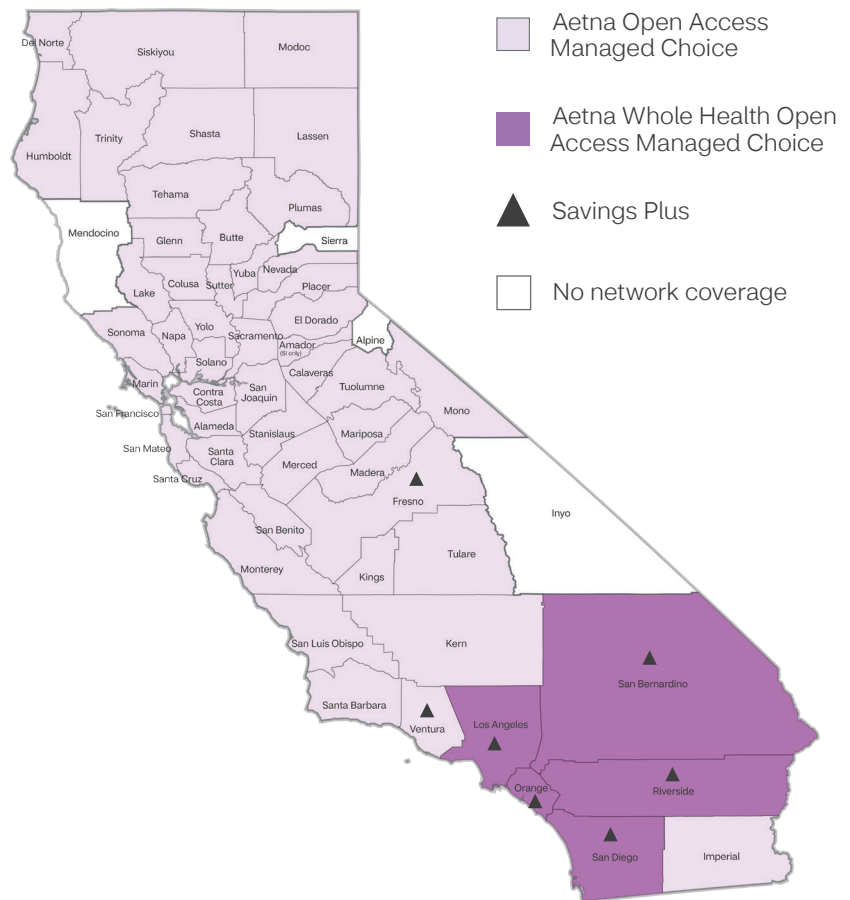 Aetna Open Access
Managed Choice
Aetna Whole Health Open
Access Managed Choice
Savings Plus
No network coverage
Del Norte
Siskiyou
Modoc
Humboldt
Trinity
Shasta
Lassen
Tehama
Plumas
Mendocino
Glenn
Butte
Sierra
Lake
Colusa
Sutter
Yuba
Nevada
Placer
Sonoma
Napa
Yolo
Sacramento
El Dorado
Alpine
Amador
(SI only)
Solano
Marin
Contra
Costa
San
Joaquin
Calaveras
Tuolumne
Mono
San Francisco
Alameda
Stanislaus
Mariposa
San Mateo
Santa
Clara
Merced
Madera
Santa Cruz
Fresno
Inyo
San Benito
Monterey
Kings
Tulare
San Luis Obispo
Kern
San Bernardino
Santa Barbara
Ventura
Los Angeles
Orange
Riverside
San Diego
Imperial